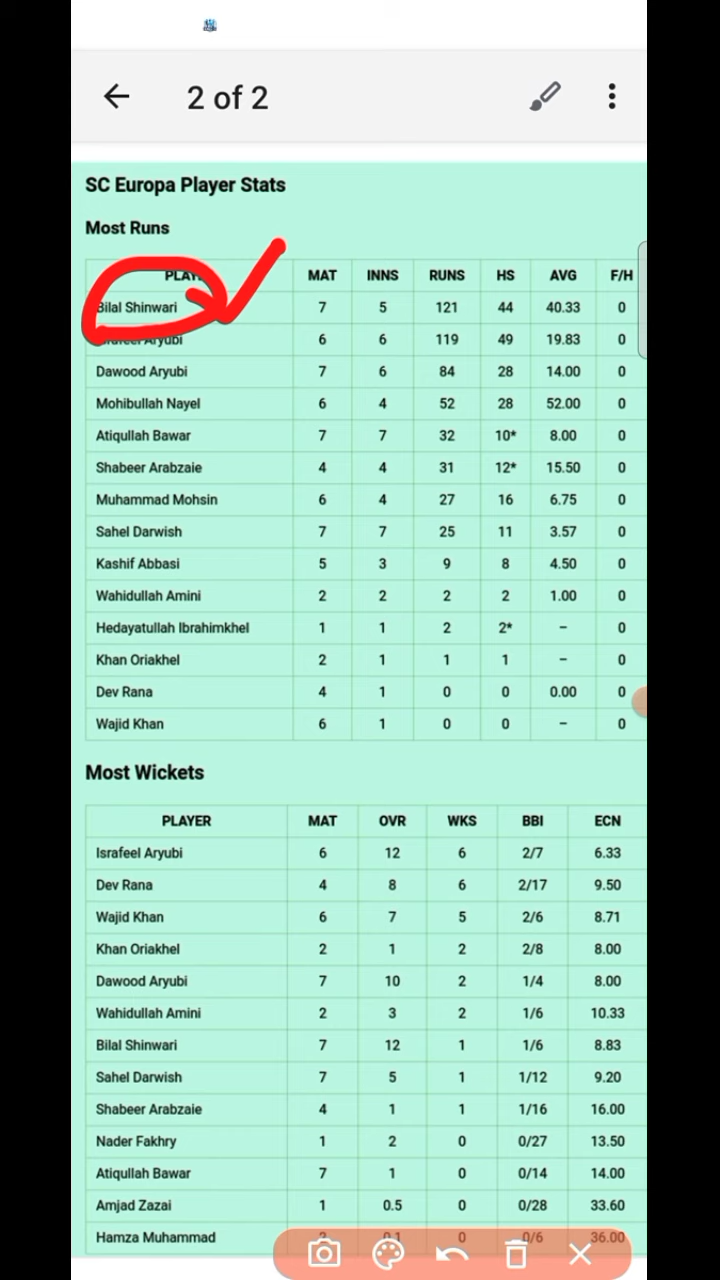 2 of 2
SC Europa Player Stats
Most Runs
MAT INNS RUNS HS AVG F/H
Bilal Shinwari 7 5 121 44 40.33 0
Aryubi 6 6 119 49 19.83 0
Dawood Aryubi 7 6 84 28 14.00 0
Mohibullah Nayel 6 4 52 28 52.00 0
Atiqullah Bawar 7 7 32 10* 8.00 0
Shabeer Arabzaie 4 4 31 12* 15.50 0
Muhammad Mohsin 6 4 27 16 6.75 0
Sahel Darwish 7 7 25 11 3.57 0
Kashif Abbasi 5 3 9 8 4.50 0
Wahidullah Amini 2 2 2 2 1.00 0
Hedayatullah Ibrahimkhel 1 1 2 2* – 0
Khan Oriakhel 2 1 1 1 – 0
Dev Rana 4 1 0 0 0.00 0
Wajid Khan 6 1 0 0 – 0
Most Wickets
PLAYER MAT OVR WKS BBI ECN
Israfeel Aryubi 6 12 6 2/7 6.33
Dev Rana 4 8 6 2/17 9.50
Wajid Khan 6 7 5 2/6 8.71
Khan Oriakhel 2 1 2 2/8 8.00
Dawood Aryubi 7 10 2 1/4 8.00
Wahidullah Amini 2 3 2 1/6 10.33
Bilal Shinwari 7 12 1 1/6 8.83
Sahel Darwish 7 5 1 1/12 9.20
Shabeer Arabzaie 4 1 1 1/16 16.00
Nader Fakhry 1 2 0 0/27 13.50
Atiqullah Bawar 7 1 0 0/14 14.00
Amjad Zazai 1 0.5 0 0/28 33.60
Hamza Muhammad 2 0.1 0 0/6 36.00